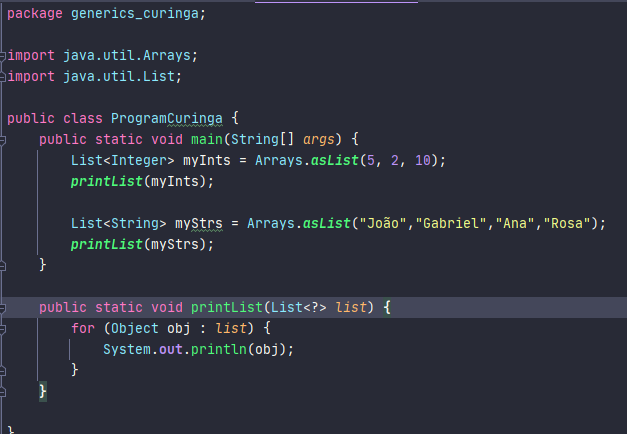 package generics_curinga;
import java.util.Arrays;
import java.util.List;
public class ProgramCuringa {
    public static void main(String[] args) {
        List<Integer> myInts = Arrays.asList(5, 2, 10);
        printList(myInts);
        List<String> myStrs = Arrays.asList("João","Gabriel","Ana","Rosa");
        printList(myStrs);
    }
    public static void printList(List<?> list) {
        for (Object obj : list) {
            System.out.println(obj);
        }
    }
}